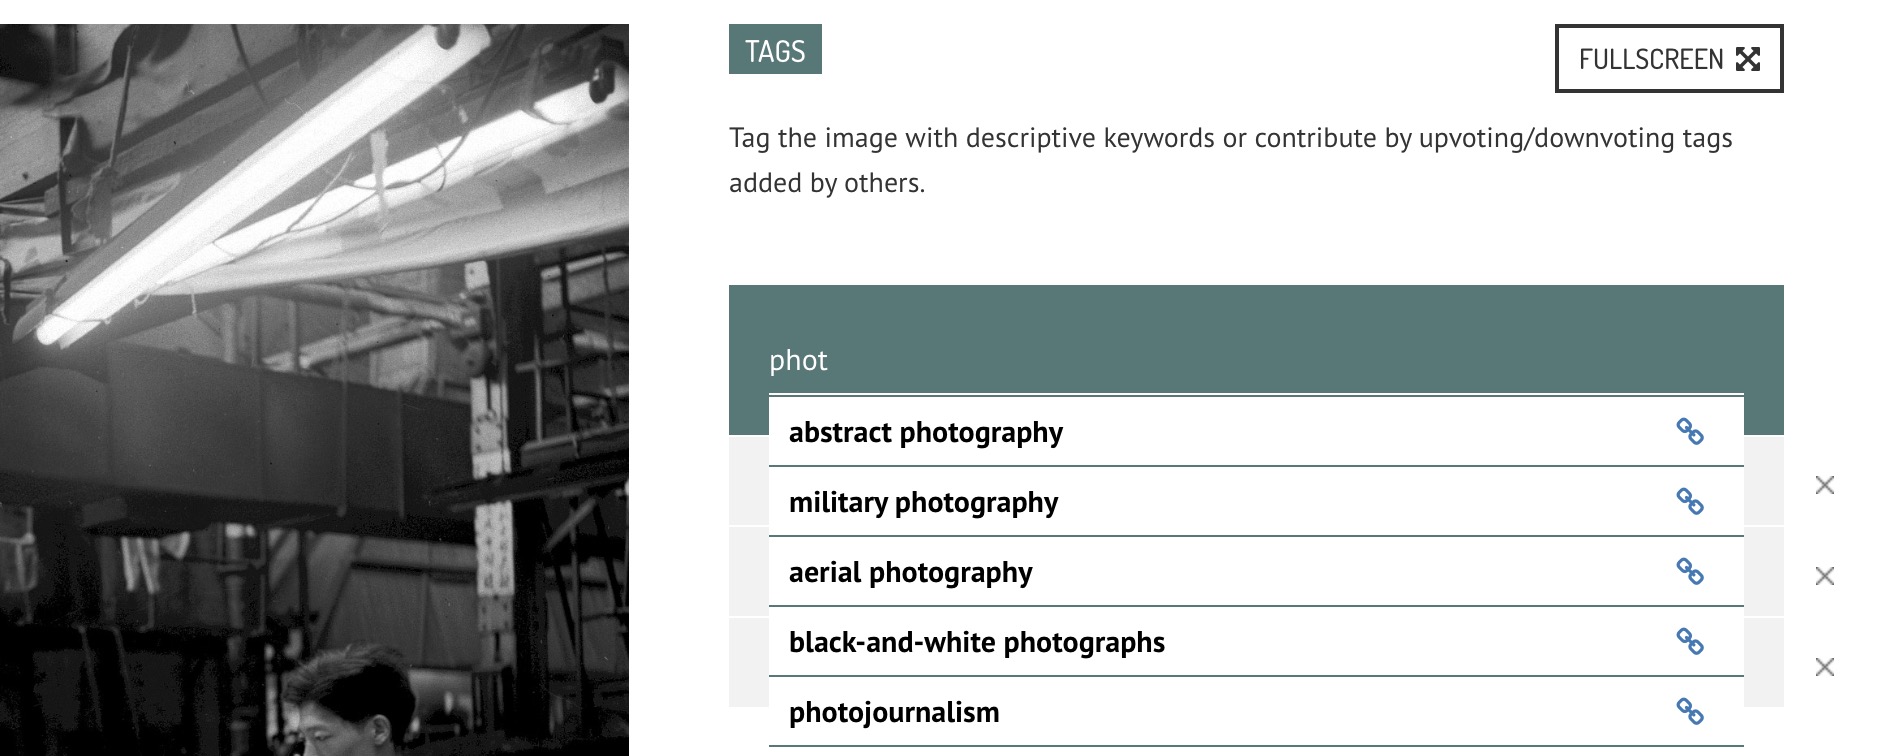 TAGS
FULLSCREEN
Tag the image with descriptive keywords or contribute by upvoting/downvoting tags
added by others.
phot
abstract photography
military photography
aerial photography
black-and-white photographs
photojournalism